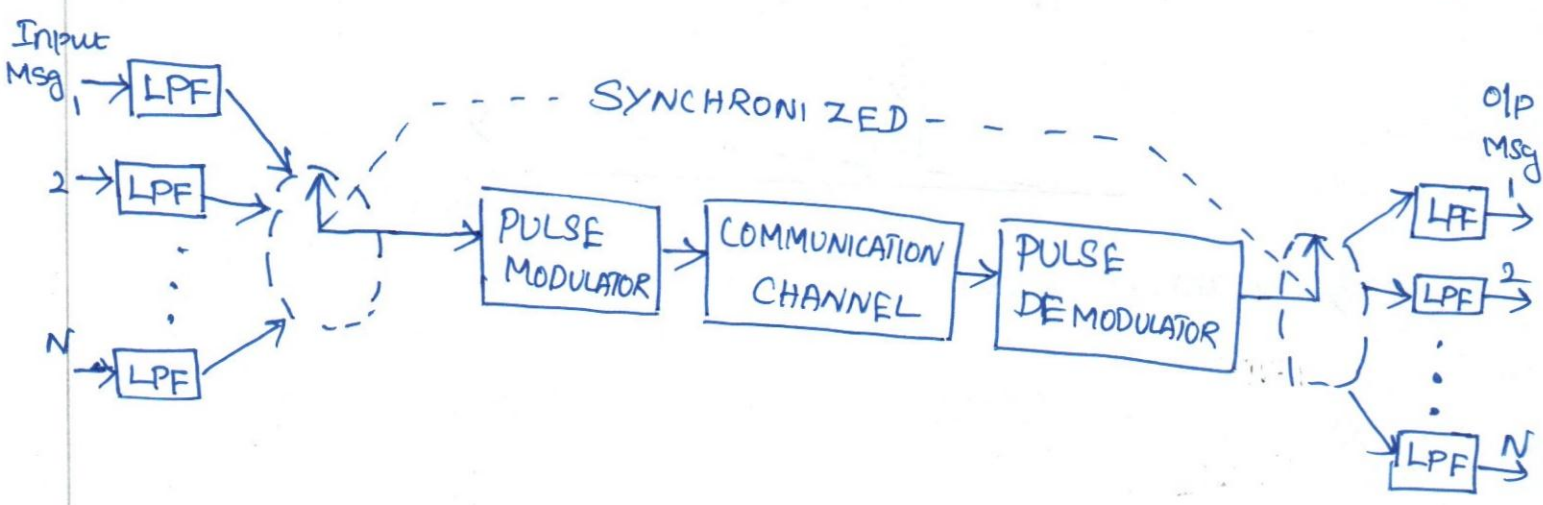 Input
Msg 1
LPF
2
LPF
N
LPF
SYNCHRONIZED
PULSE
MODULATOR
COMMUNICATION
CHANNEL
PULSE
DEMODULATOR
O/P
Msg
1
LPF
2
LPF
N
LPF